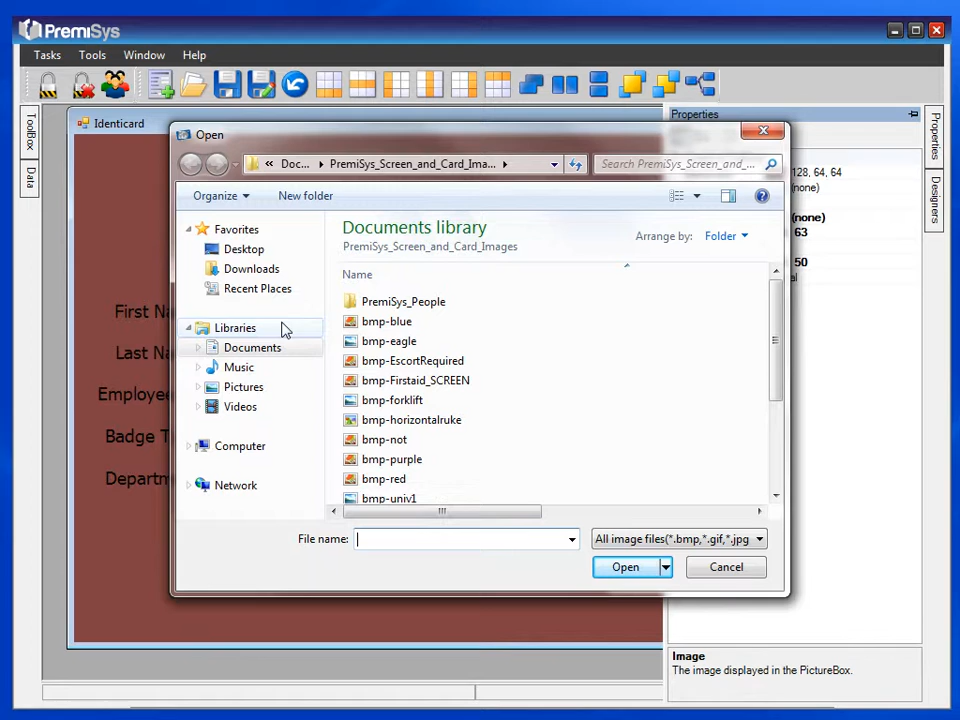 PremiSys
Tasks Tools Window Help
ToolBox
Data
Identicard
Properties
Properties
Designers
128, 64, 64
(none)
(none)
63
50
First Na
Last Na
Employee
Badge T
Departm
Open
« Doc... PremiSys_Screen_and_Card_Ima...
Search PremiSys_Screen_and_...
Organize New folder
Favorites
Desktop
Downloads
Recent Places
Libraries
Documents
Music
Pictures
Videos
Computer
Network
Documents library
PremiSys_Screen_and_Card_Images
Arrange by: Folder
Name
PremiSys_People
bmp-blue
bmp-eagle
bmp-EscortRequired
bmp-Firstaid_SCREEN
bmp-forklift
bmp-horizontalruke
bmp-not
bmp-purple
bmp-red
bmp-univ1
File name:
All image files(*.bmp,*.gif,*.jpg
Open
Cancel
Image
The image displayed in the PictureBox.